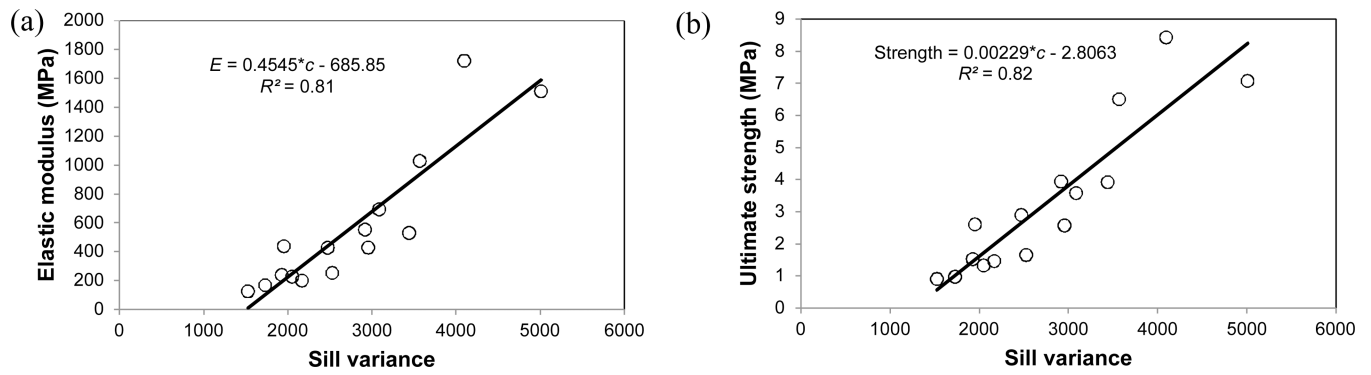 (a)
Elastic modulus (MPa)
2000
1800
1600
1400
1200
1000
800
600
400
200
0
E = 0.4545*c - 685.85
R² = 0.81
0 1000 2000 3000 4000 5000 6000
Sill variance
(b)
Ultimate strength (MPa)
9
8
7
6
5
4
3
2
1
0
Strength = 0.00229*c - 2.8063
R² = 0.82
0 1000 2000 3000 4000 5000 6000
Sill variance